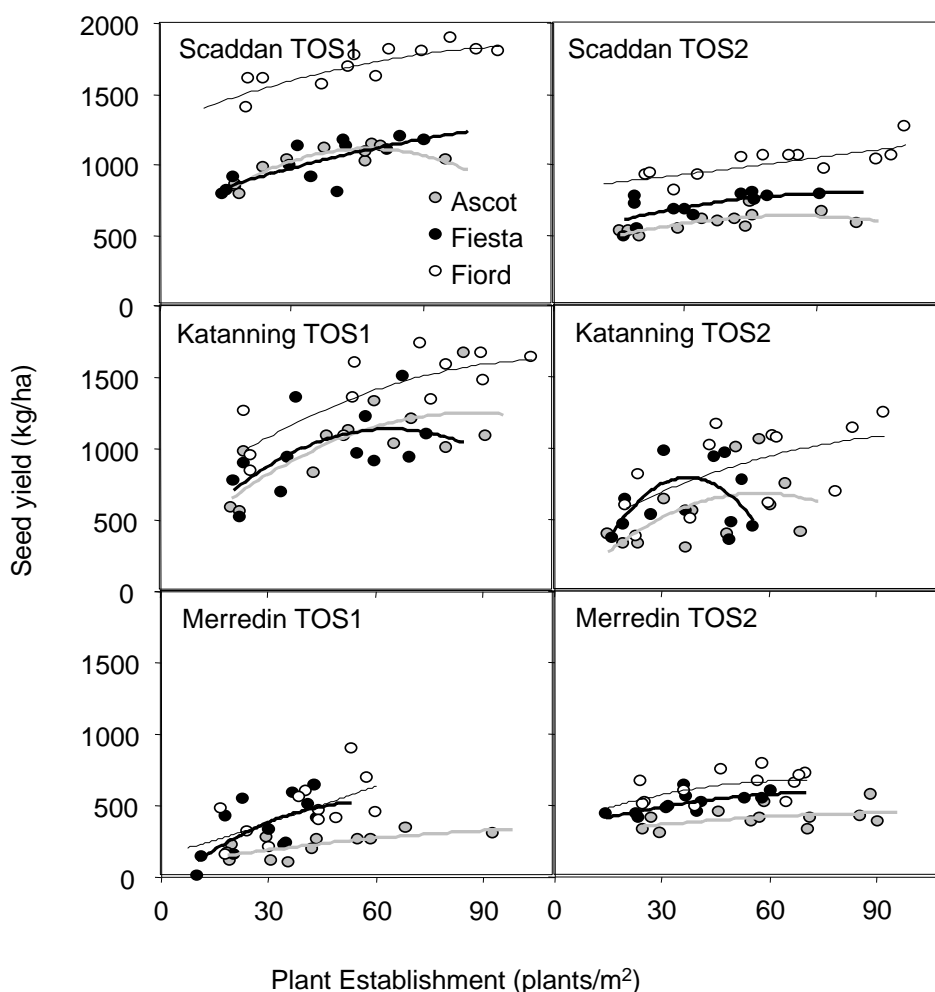 2000
Scaddan TOS1
Scaddan TOS2
1500
1000
Ascot
Fiesta
Fiord
500
0
Katanning TOS1
Katanning TOS2
1500
1000
500
0
Merredin TOS1
Merredin TOS2
1500
1000
500
0
0 30 60 90 0 30 60 90
Seed yield (kg/ha)
Plant Establishment (plants/m²)